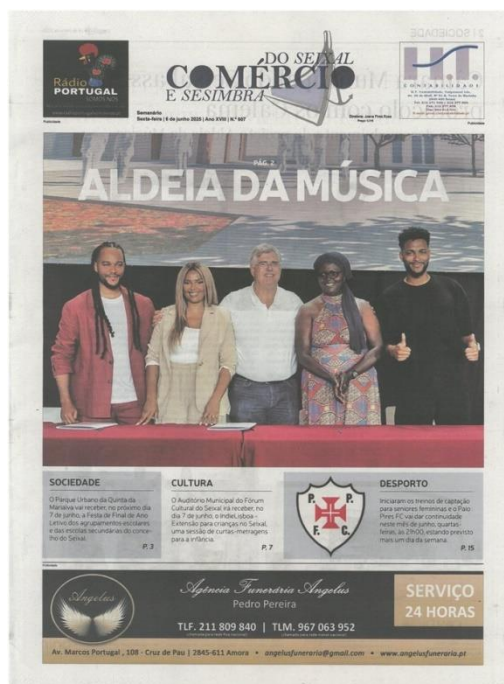 Rádio
PORTUGAL
SOMOS NÓS
DO SEIXAL
COMÉRCIO
E SESIMBRA
H.T.
CONTABILIDADE
Publicidade
Semanário
Sexta-feira | 6 de junho 2025 | Ano XVIII | N.º 887
Publicidade
PÁG. 2
ALDEIA DA MÚSICA
SOCIEDADE
O Parque Urbano da Quinta da
Marialva vai receber, no próximo dia
7 de junho, a Festa de Final de Ano
Letivo dos agrupamentos escolares
e das escolas secundárias do conce-
lho do Seixal.
P. 3
CULTURA
O Auditório Municipal do Fórum
Cultural do Seixal irá receber, no
dia 7 de junho, o IndieLisboa –
Extensão para crianças no Seixal,
uma sessão de curtas-metragens
para a infância.
P. 7
P. P.
F. C.
DESPORTO
Iniciaram os treinos de captação
para seniores femininas e o Paio
Pires FC vai dar continuidade
neste mês de junho, quartas-
feiras, às 21h00, estando previsto
mais um dia da semana.
P. 15
Publicidade
Angelus
Agência Funerária Angelus
Pedro Pereira
TLF. 211 809 840 | TLM. 967 063 952
SERVIÇO
24 HORAS
Av. Marcos Portugal , 108 - Cruz de Pau | 2845-611 Amora • angelusfuneraria@gmail.com • www.angelusfuneraria.pt